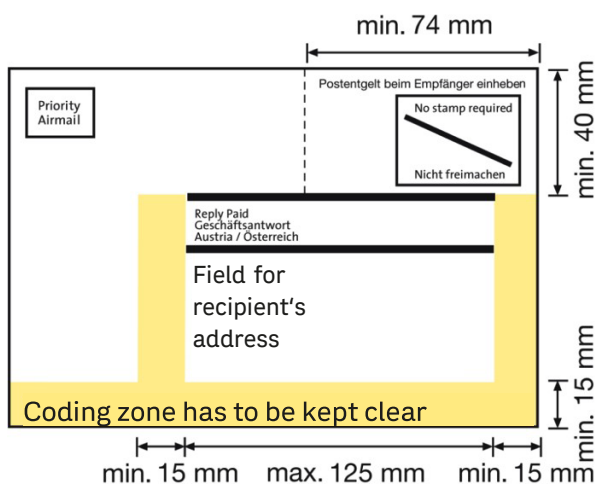 min. 74 mm
Postentgelt beim Empfänger einheben
Priority
Airmail
No stamp required
Nicht freimachen
min. 40 mm
Reply Paid
Geschäftsantwort
Austria / Österreich
Field for
recipient‘s
address
Coding zone has to be kept clear
min. 15 mm
min. 15 mm
max. 125 mm
min. 15 mm